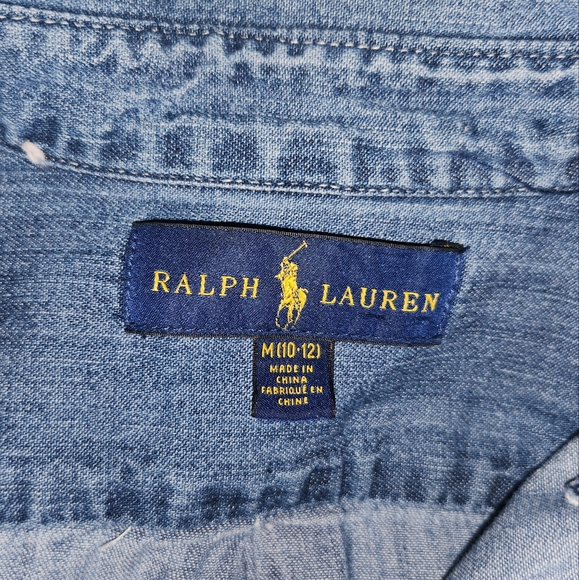 RALPH LAUREN
M (10-12)
MADE IN
CHINA
FABRIQUÉ EN
CHINE